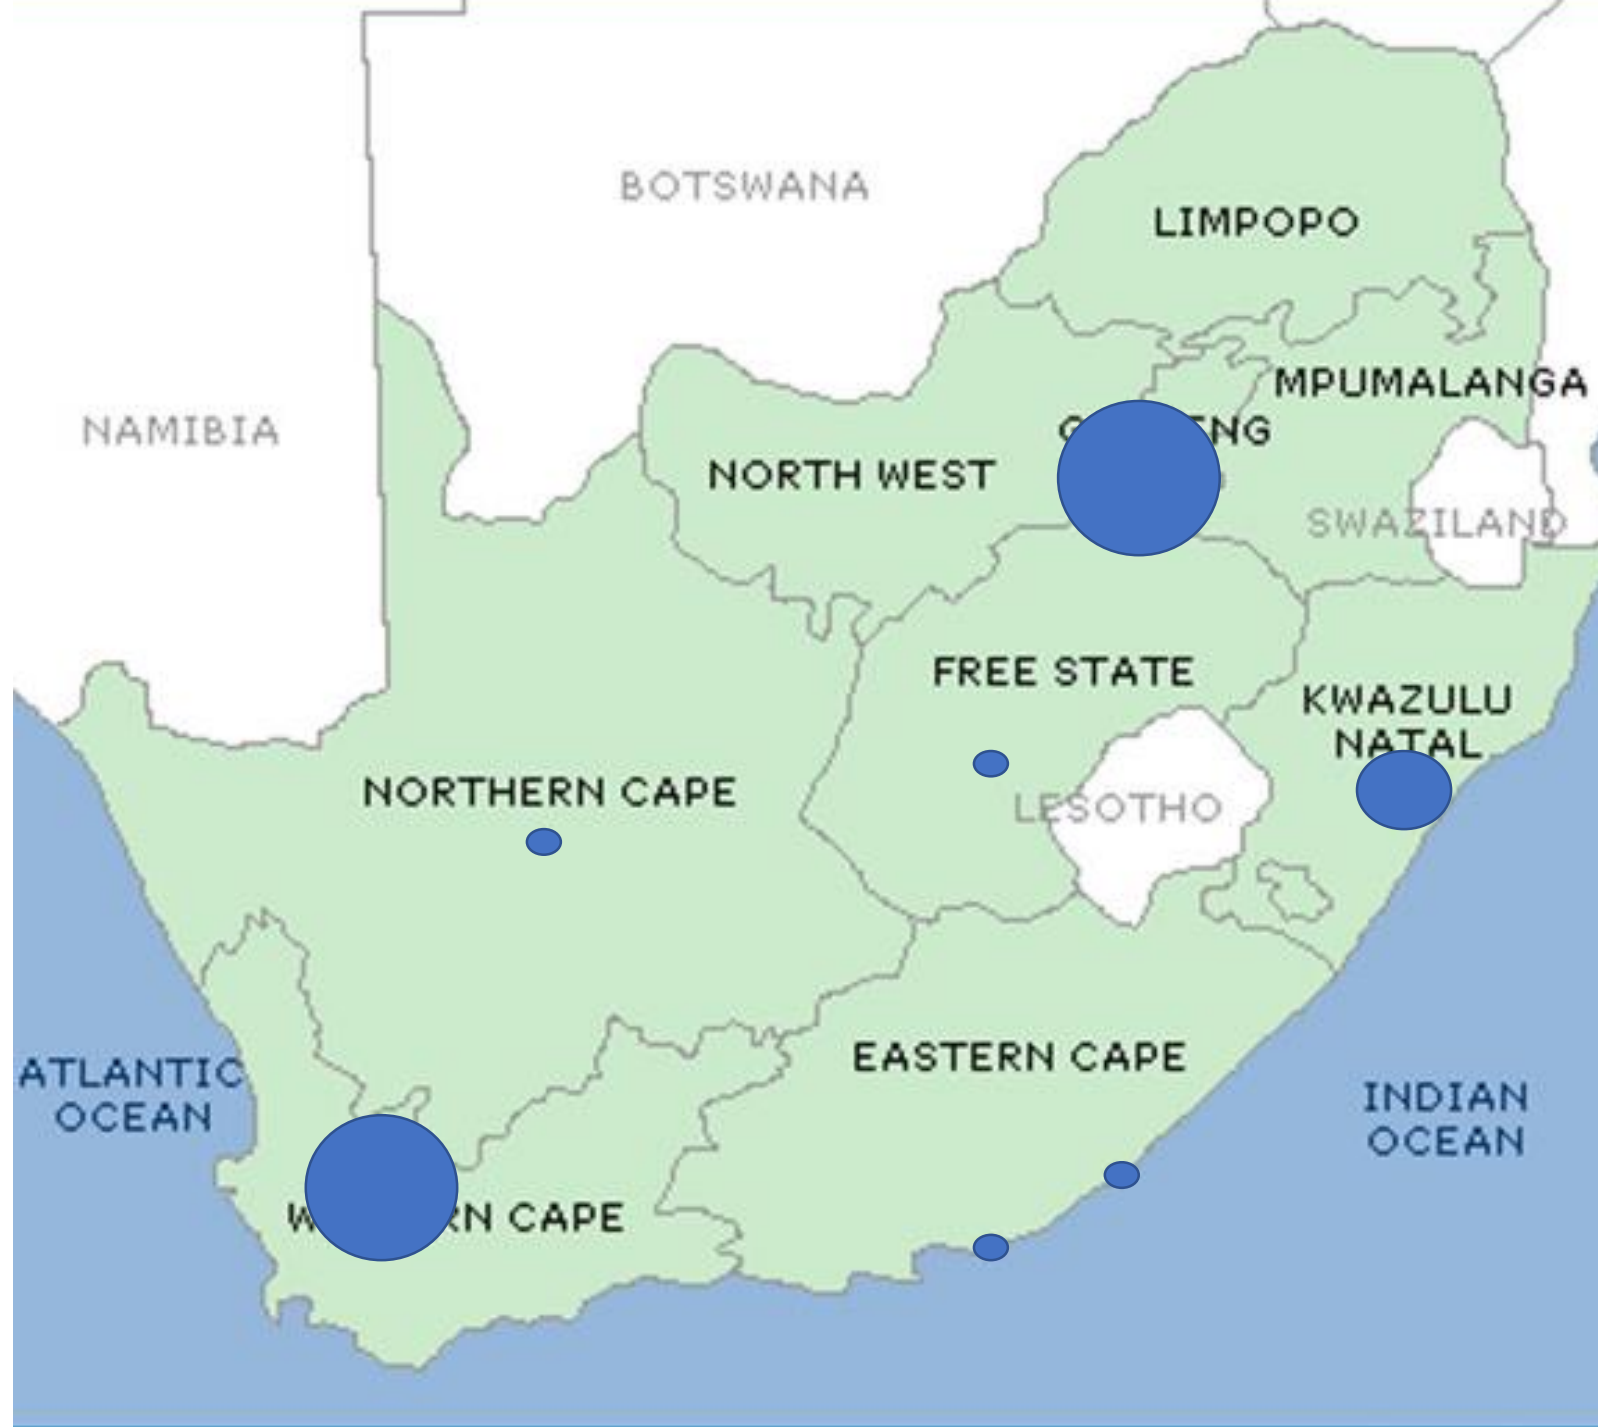 BOTSWANA
LIMPOPO
MPUMALANGA
NAMIBIA
NORTH WEST
SWAZILAND
FREE STATE
KWAZULU
NATAL
NORTHERN CAPE
LESOTHO
EASTERN CAPE
ATLANTIC
OCEAN
INDIAN
OCEAN
CAPE